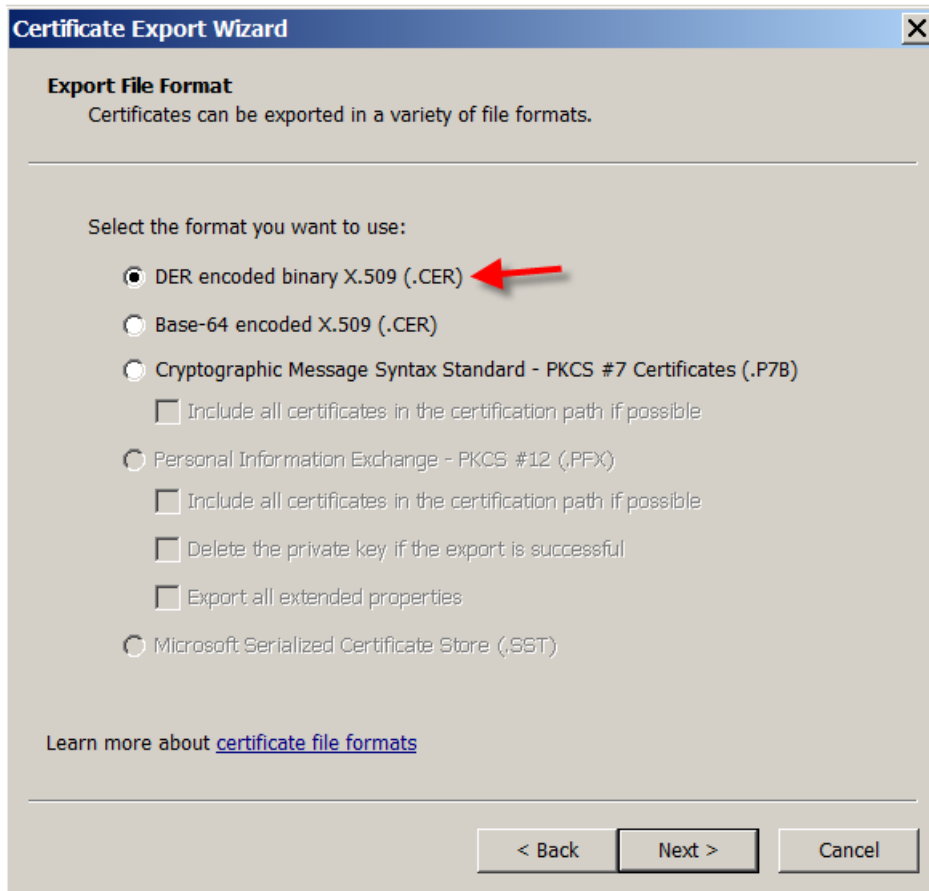 Certificate Export Wizard
Export File Format
Certificates can be exported in a variety of file formats.
Select the format you want to use:
DER encoded binary X.509 (.CER)
Base-64 encoded X.509 (.CER)
Cryptographic Message Syntax Standard - PKCS #7 Certificates (.P7B)
Include all certificates in the certification path if possible
Personal Information Exchange - PKCS #12 (.PFX)
Include all certificates in the certification path if possible
Delete the private key if the export is successful
Export all extended properties
Microsoft Serialized Certificate Store (.SST)
Learn more about certificate file formats
< Back Next > Cancel